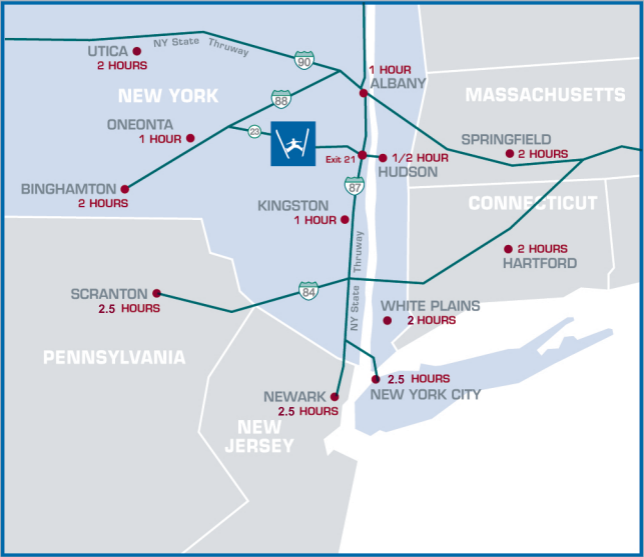 NY State Thruway
UTICA
2 HOURS
90
1 HOUR
ALBANY
NEW YORK
88
MASSACHUSETTS
ONEONTA
1 HOUR
23
SPRINGFIELD
2 HOURS
Exit 21
1/2 HOUR
HUDSON
BINGHAMTON
2 HOURS
87
KINGSTON
1 HOUR
CONNECTICUT
NY State Thruway
2 HOURS
HARTFORD
SCRANTON
2.5 HOURS
84
WHITE PLAINS
2 HOURS
PENNSYLVANIA
2.5 HOURS
NEW YORK CITY
NEWARK
2.5 HOURS
NEW
JERSEY